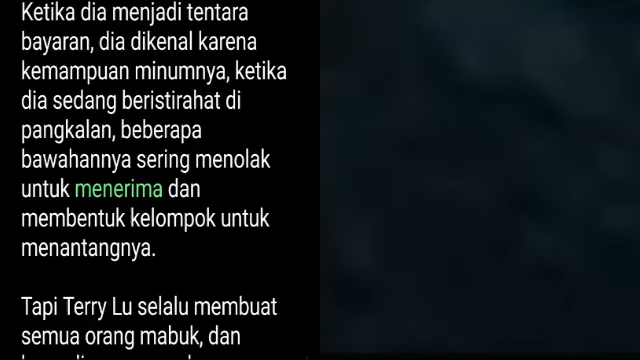 Ketika dia menjadi tentara
bayaran, dia dikenal karena
kemampuan minumnya, ketika
dia sedang beristirahat di
pangkalan, beberapa
bawahannya sering menolak
untuk menerima dan
membentuk kelompok untuk
menantangnya.
Tapi Terry Lu selalu membuat
semua orang mabuk, dan